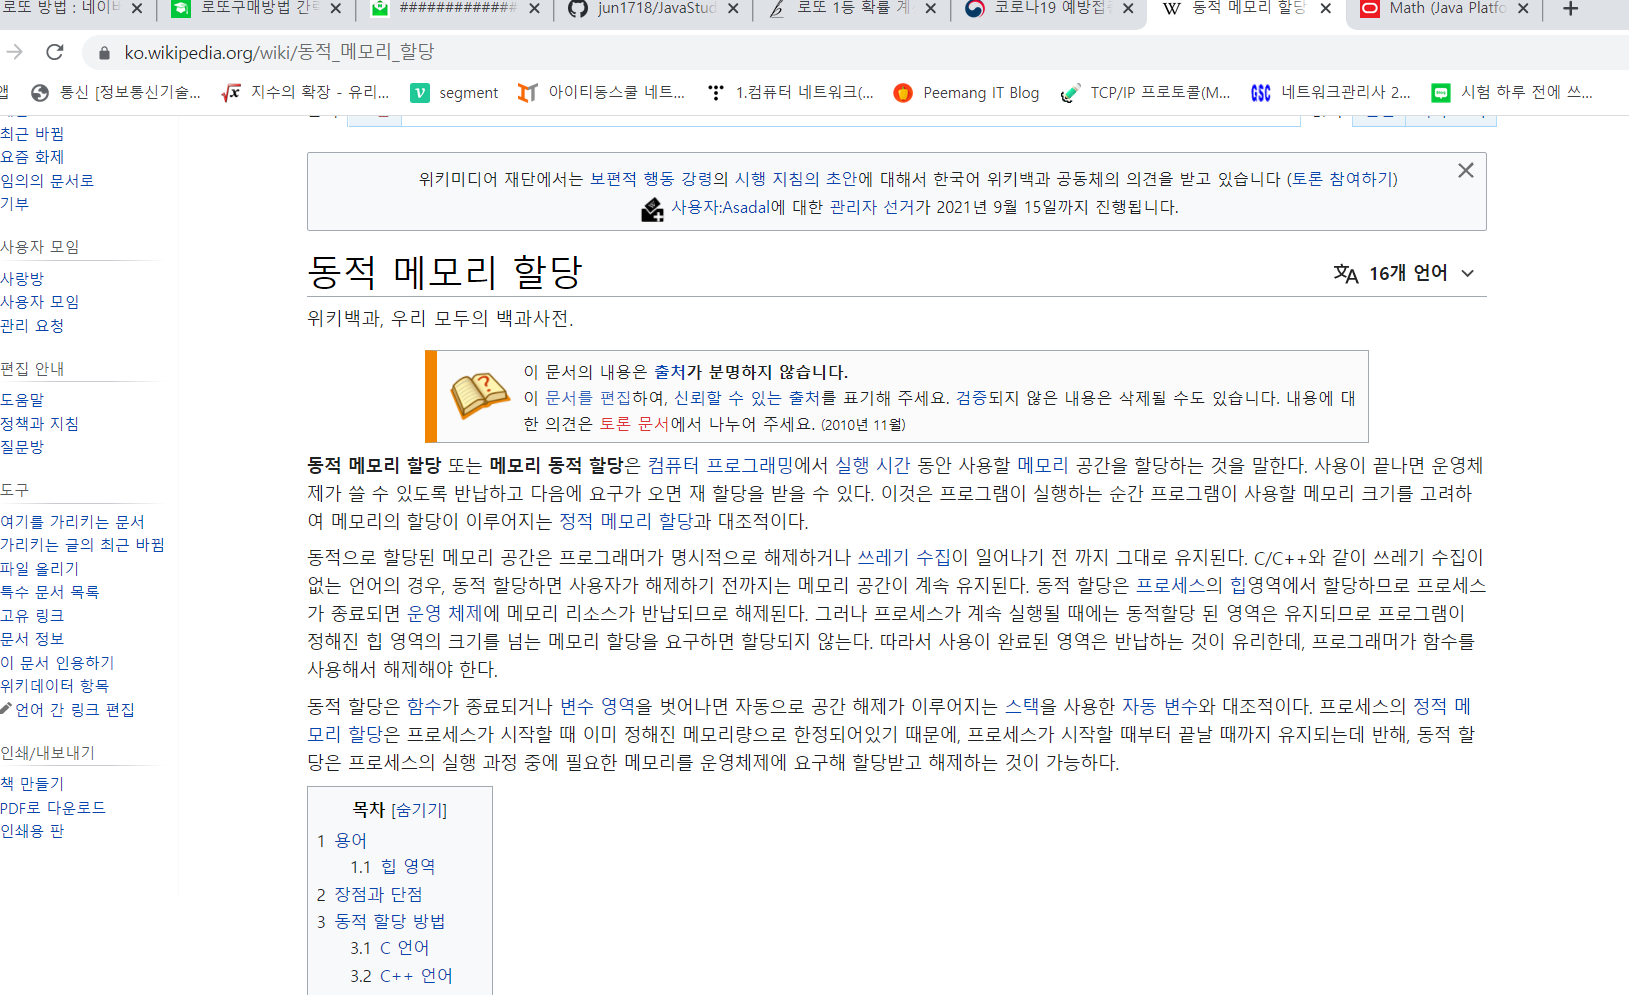 로또 방법 : 네이버
로또구매방법 간략
################
jun1718/JavaStud
로또 1등 확률 계
코로나19 예방접종
동적 메모리 할당
Math (Java Platfo
ko.wikipedia.org/wiki/동적_메모리_할당
앱
통신 [정보통신기술...
지수의 확장 - 유리...
segment
아이티동스쿨 네트...
1.컴퓨터 네트워크(...
Peemang IT Blog
TCP/IP 프로토콜(M...
네트워크관리사 2...
시험 하루 전에 쓰...
최근 바뀜
요즘 화제
임의의 문서로
기부
사용자 모임
사랑방
사용자 모임
관리 요청
편집 안내
도움말
정책과 지침
질문방
도구
여기를 가리키는 문서
가리키는 글의 최근 바뀜
파일 올리기
특수 문서 목록
고유 링크
문서 정보
이 문서 인용하기
위키데이터 항목
언어 간 링크 편집
인쇄/내보내기
책 만들기
PDF로 다운로드
인쇄용 판
위키미디어 재단에서는 보편적 행동 강령의 시행 지침의 초안에 대해서 한국어 위키백과 공동체의 의견을 받고 있습니다 (토론 참여하기)
사용자:Asadal에 대한 관리자 선거가 2021년 9월 15일까지 진행됩니다.
동적 메모리 할당
16개 언어
위키백과, 우리 모두의 백과사전.
이 문서의 내용은 출처가 분명하지 않습니다.
이 문서를 편집하여, 신뢰할 수 있는 출처를 표기해 주세요. 검증되지 않은 내용은 삭제될 수도 있습니다. 내용에 대
한 의견은 토론 문서에서 나누어 주세요. (2010년 11월)
동적 메모리 할당 또는 메모리 동적 할당은 컴퓨터 프로그래밍에서 실행 시간 동안 사용할 메모리 공간을 할당하는 것을 말한다. 사용이 끝나면 운영체
제가 쓸 수 있도록 반납하고 다음에 요구가 오면 재 할당을 받을 수 있다. 이것은 프로그램이 실행하는 순간 프로그램이 사용할 메모리 크기를 고려하
여 메모리의 할당이 이루어지는 정적 메모리 할당과 대조적이다.
동적으로 할당된 메모리 공간은 프로그래머가 명시적으로 해제하거나 쓰레기 수집이 일어나기 전 까지 그대로 유지된다. C/C++와 같이 쓰레기 수집이
없는 언어의 경우, 동적 할당하면 사용자가 해제하기 전까지는 메모리 공간이 계속 유지된다. 동적 할당은 프로세스의 힙영역에서 할당하므로 프로세스
가 종료되면 운영 체제에 메모리 리소스가 반납되므로 해제된다. 그러나 프로세스가 계속 실행될 때에는 동적할당 된 영역은 유지되므로 프로그램이
정해진 힙 영역의 크기를 넘는 메모리 할당을 요구하면 할당되지 않는다. 따라서 사용이 완료된 영역은 반납하는 것이 유리한데, 프로그래머가 함수를
사용해서 해제해야 한다.
동적 할당은 함수가 종료되거나 변수 영역을 벗어나면 자동으로 공간 해제가 이루어지는 스택을 사용한 자동 변수와 대조적이다. 프로세스의 정적 메
모리 할당은 프로세스가 시작할 때 이미 정해진 메모리량으로 한정되어있기 때문에, 프로세스가 시작할 때부터 끝날 때까지 유지되는데 반해, 동적 할
당은 프로세스의 실행 과정 중에 필요한 메모리를 운영체제에 요구해 할당받고 해제하는 것이 가능하다.
목차 [숨기기]
1 용어
1.1 힙 영역
2 장점과 단점
3 동적 할당 방법
3.1 C 언어
3.2 C++ 언어